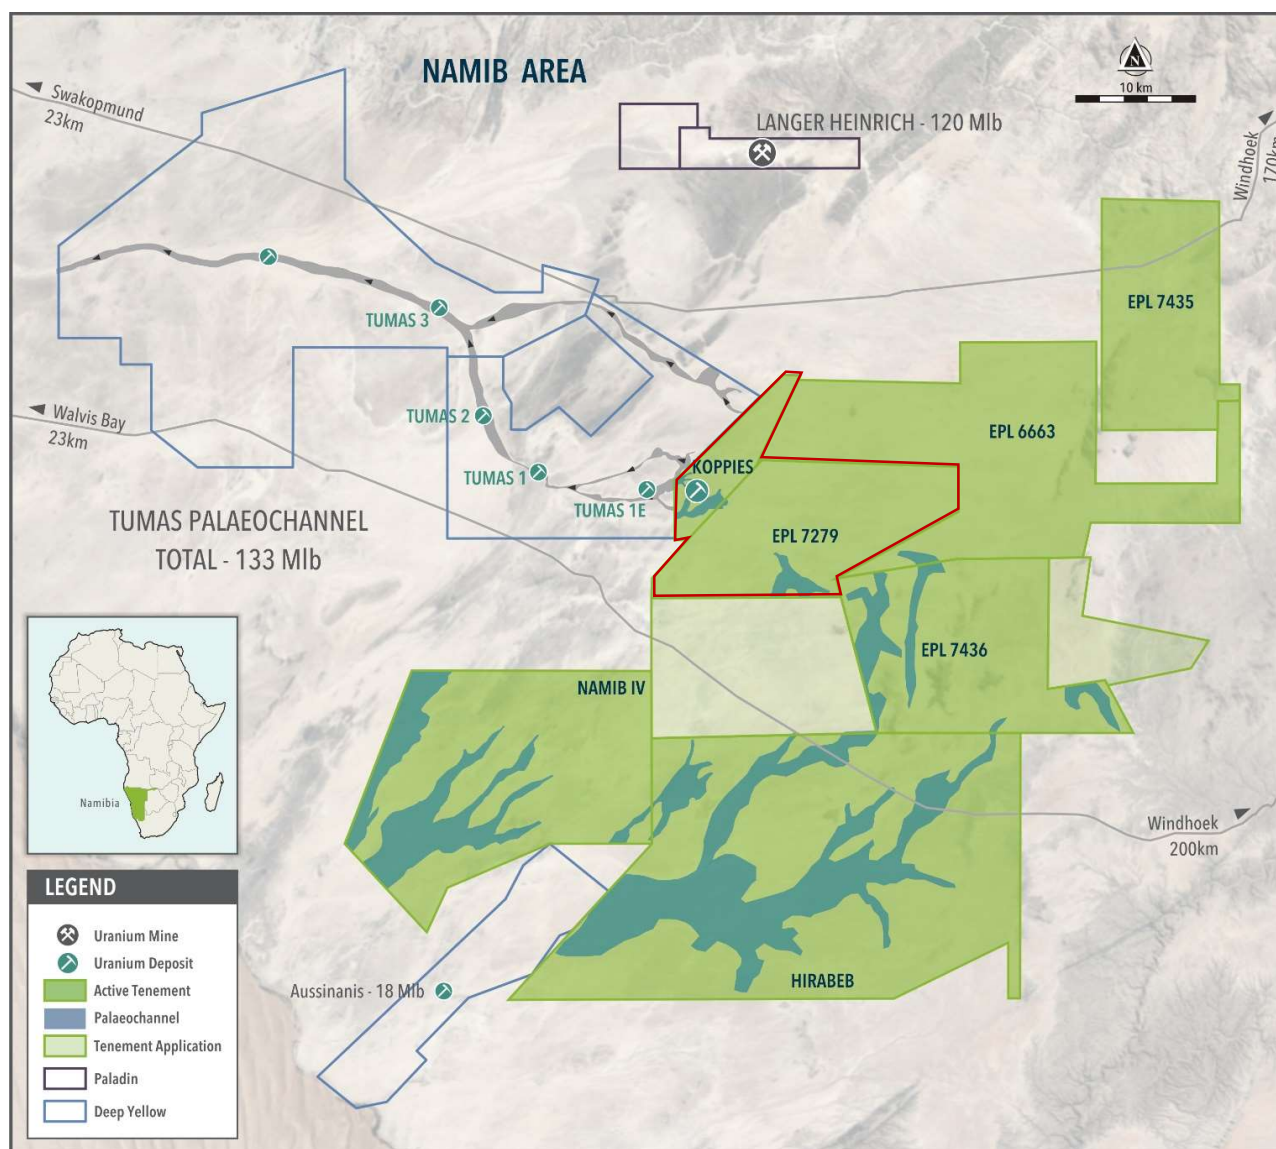 NAMIB AREA
N
10 km
Swakopmund
23km
LANGER HEINRICH - 120 Mlb
Windhoek
170km
EPL 7435
TUMAS 3
EPL 6663
Walvis Bay
23km
TUMAS 2
KOPPIES
TUMAS 1
TUMAS 1E
TUMAS PALAEOCHANNEL
TOTAL - 133 Mlb
EPL 7279
EPL 7436
NAMIB IV
Namibia
Windhoek
200km
LEGEND
Uranium Mine
Uranium Deposit
Active Tenement
Palaeochannel
Tenement Application
Paladin
Deep Yellow
Aussinanis - 18 Mlb
HIRABEB